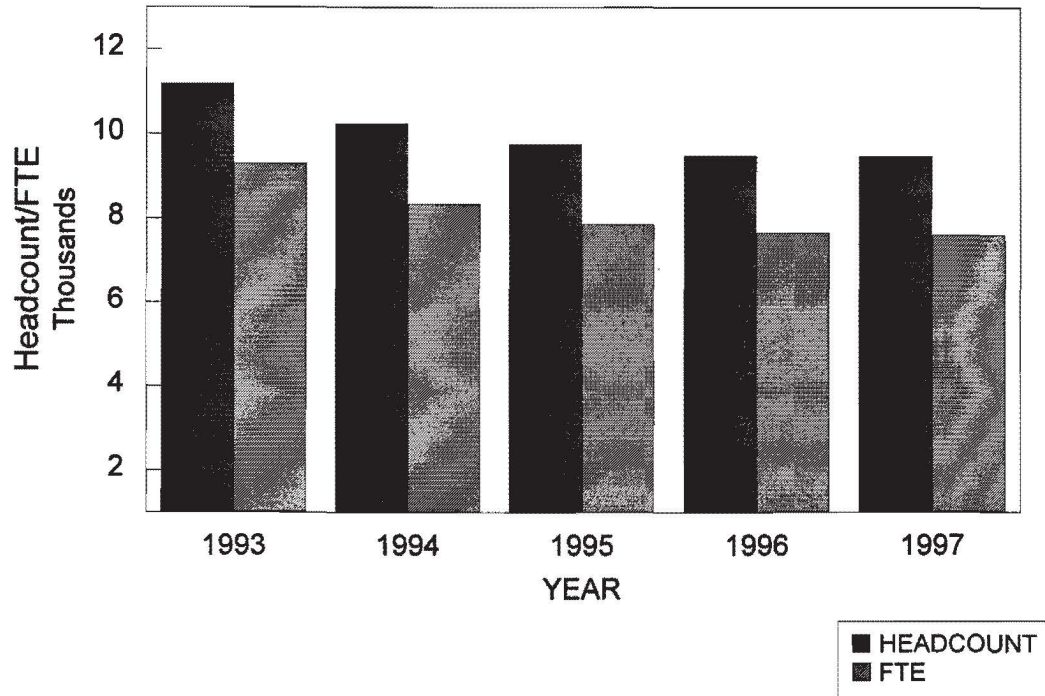 Headcount/FTE
Thousands
12
10
8
6
4
2
1993 1994 1995 1996 1997
YEAR
HEADCOUNT
FTE